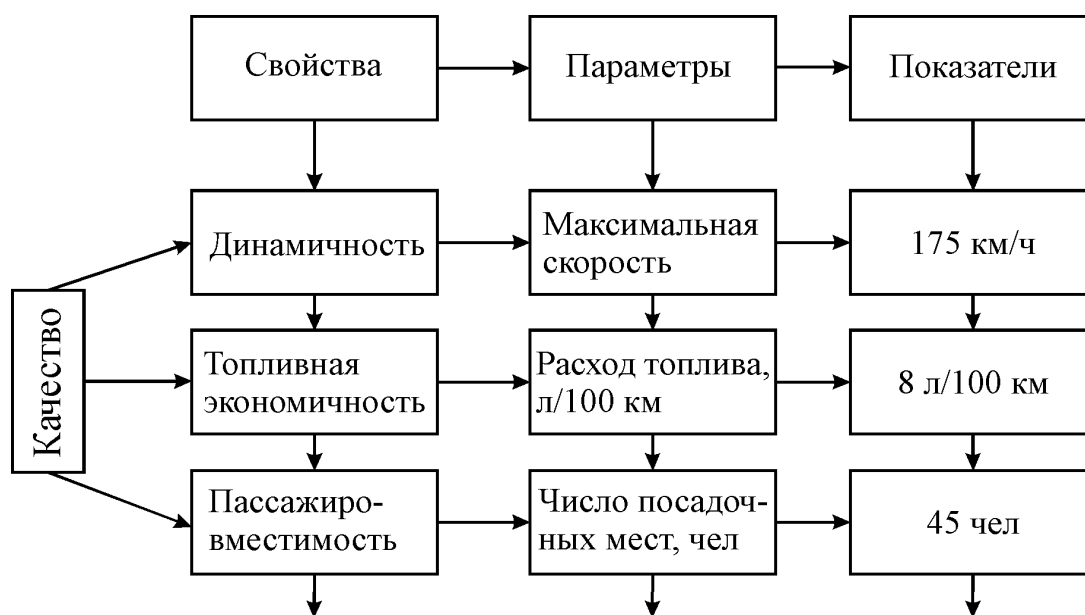 Свойства
Параметры
Показатели
Динамичность
Максимальная
скорость
175 км/ч
Качество
Топливная
экономичность
Расход топлива,
л/100 км
8 л/100 км
Пассажиро-
вместимость
Число посадоч-
ных мест, чел
45 чел